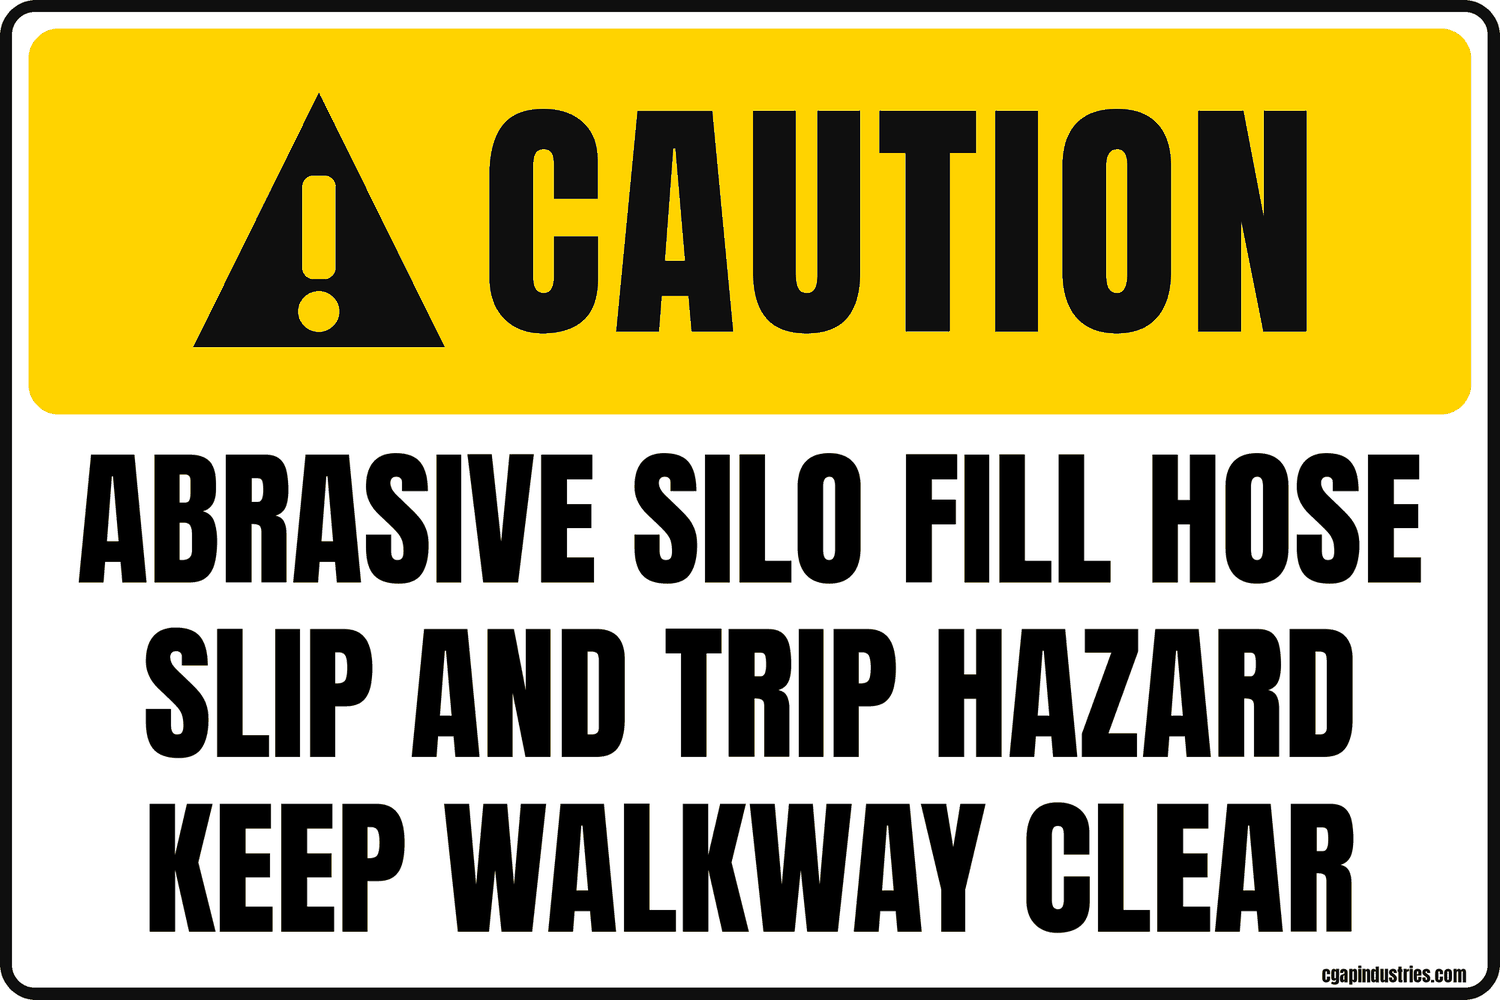 CAUTION
ABRASIVE SILO FILL HOSE
SLIP AND TRIP HAZARD
KEEP WALKWAY CLEAR
cgapindustries.com